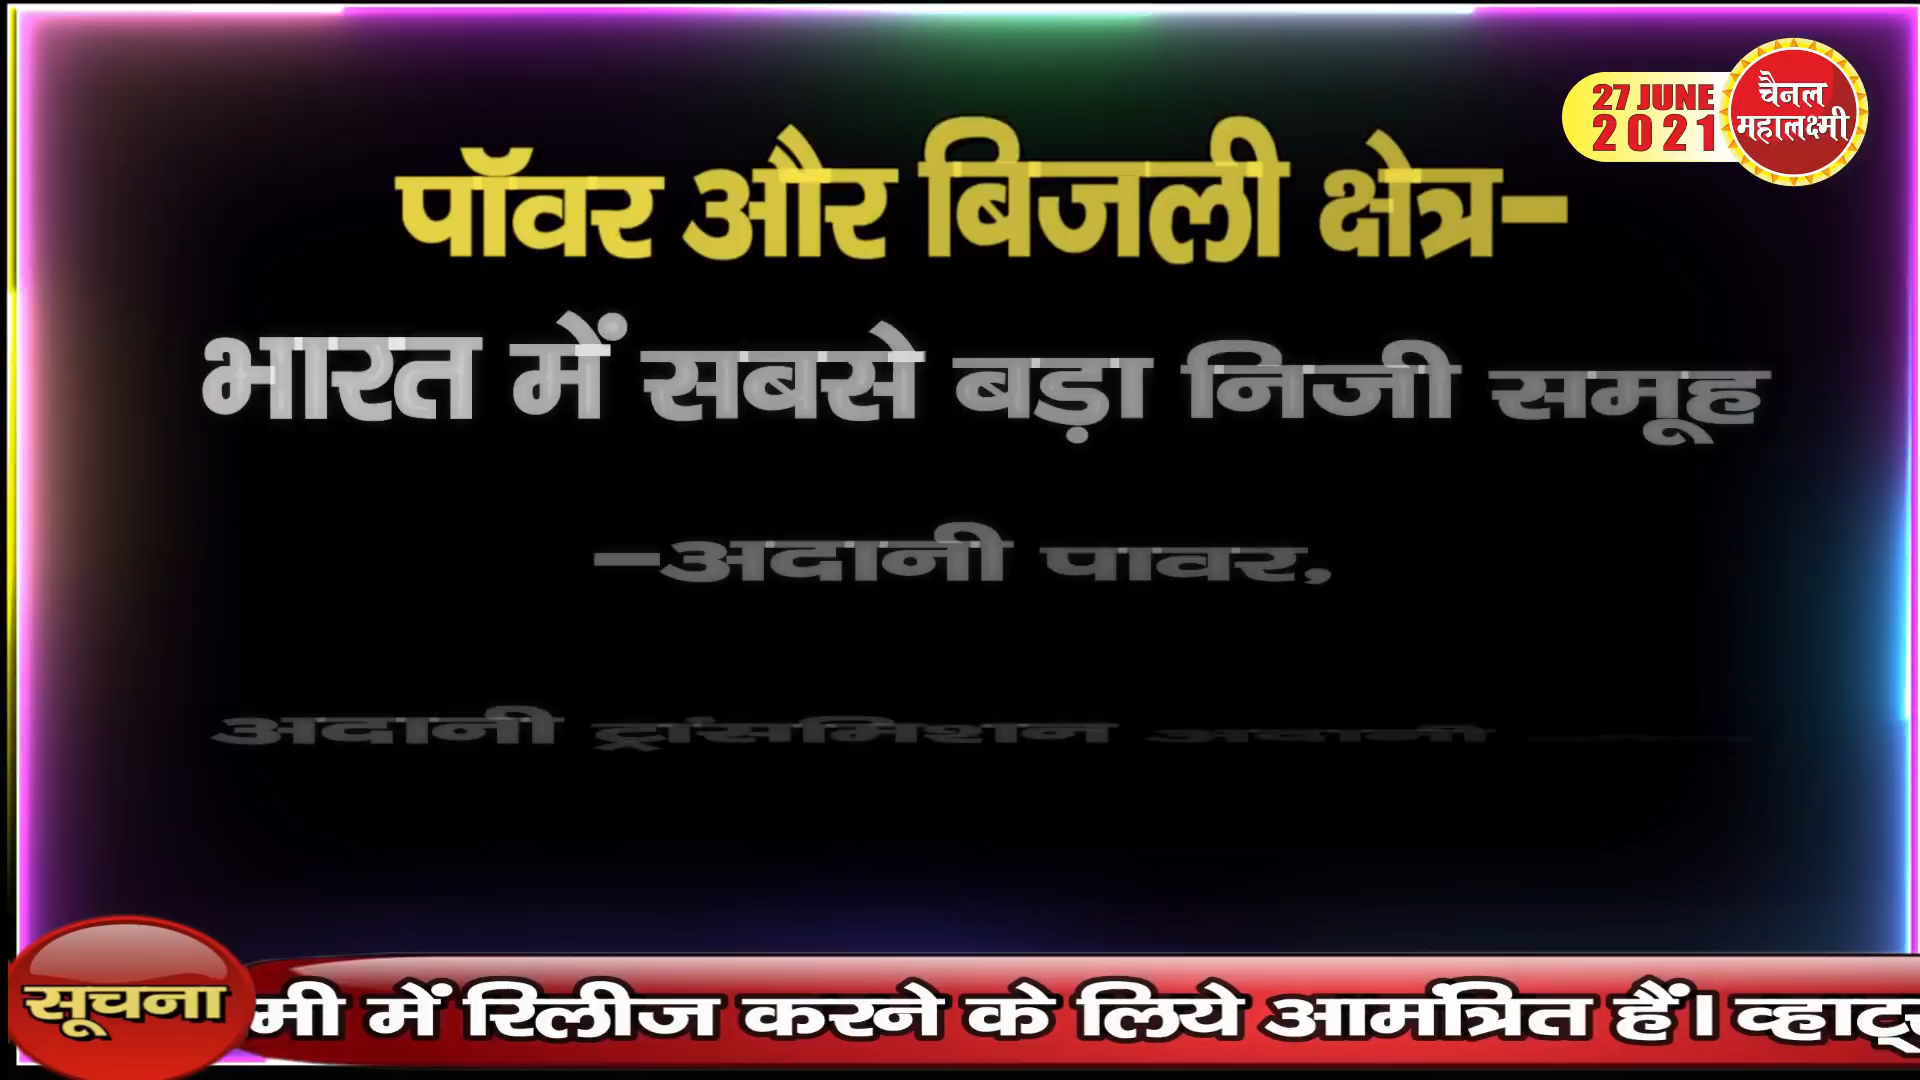 27 JUNE
2021
चैनल
महालक्ष्मी
पॉवर और बिजली क्षेत्र-
भारत में सबसे बड़ा निजी समूह
-अदानी पावर,
अदानी ट्रांसमिशन अदानी
सूचना
मी में रिलीज करने के लिये आमंत्रित हैं। व्हाट्स